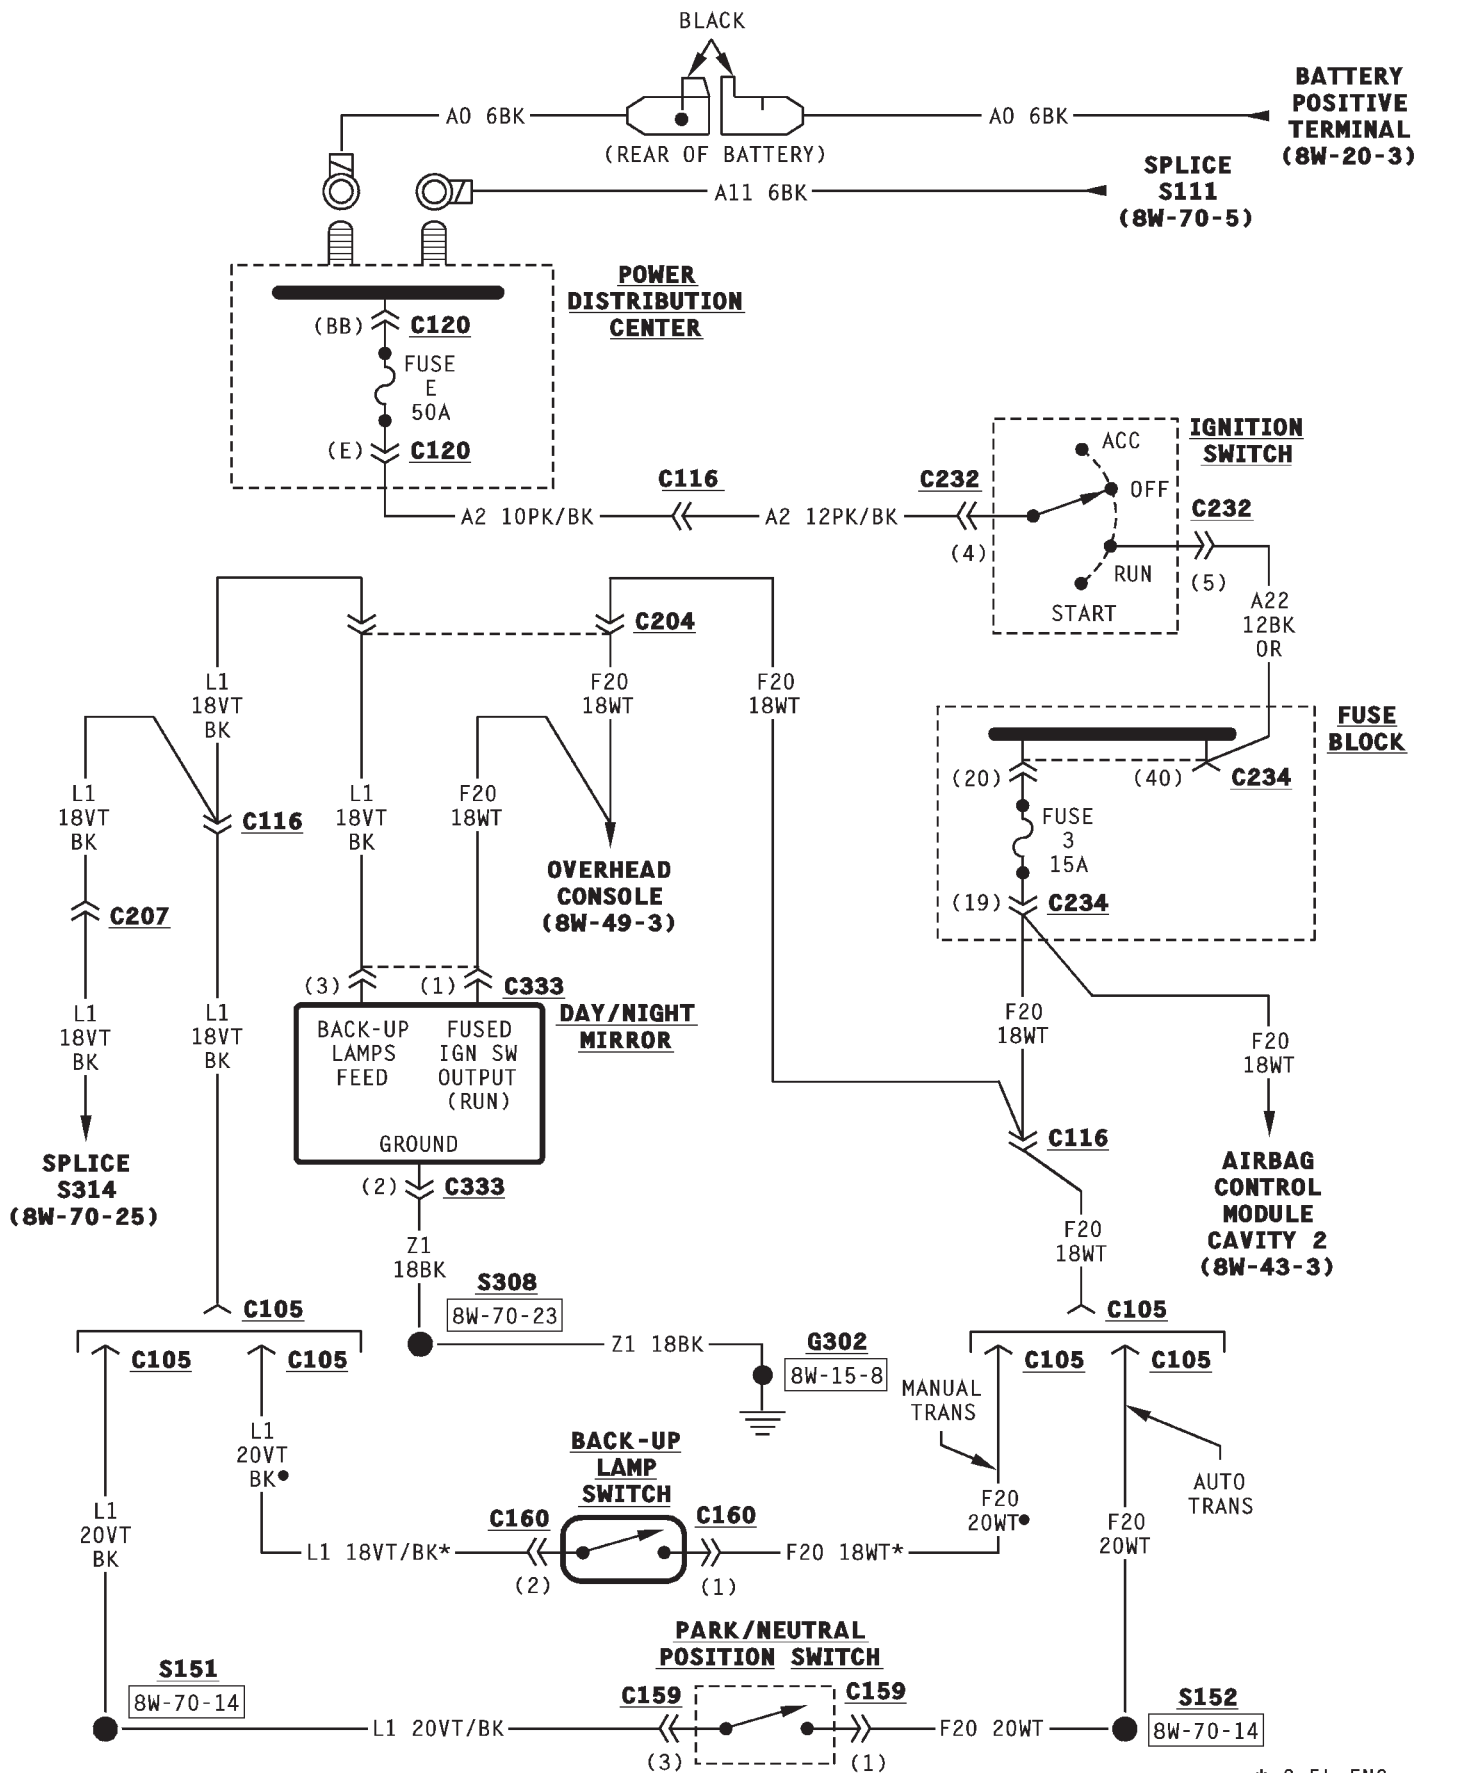 BLACK
BATTERY
POSITIVE
TERMINAL
(8W-20-3)
A0 6BK
A0 6BK
(REAR OF BATTERY)
SPLICE
S111
(8W-70-5)
A11 6BK
POWER
DISTRIBUTION
CENTER
(BB)
C120
FUSE
E
50A
(E)
C120
IGNITION
SWITCH
ACC
OFF
RUN
START
C116
C232
A2 10PK/BK
A2 12PK/BK
(4)
C232
(5)
A22
12BK
OR
C204
L1
18VT
BK
F20
18WT
F20
18WT
FUSE
BLOCK
(20)
(40)
C234
FUSE
3
15A
(19)
C234
L1
18VT
BK
C116
L1
18VT
BK
F20
18WT
OVERHEAD
CONSOLE
(8W-49-3)
C207
(3)
(1)
C333
DAY/NIGHT
MIRROR
BACK-UP
LAMPS
FEED
FUSED
IGN SW
OUTPUT
(RUN)
GROUND
L1
18VT
BK
L1
18VT
BK
F20
18WT
F20
18WT
C116
SPLICE
S314
(8W-70-25)
(2)
C333
AIRBAG
CONTROL
MODULE
CAVITY 2
(8W-43-3)
Z1
18BK
F20
18WT
S308
8W-70-23
C105
C105
Z1 18BK
G302
8W-15-8
C105
C105
C105
C105
MANUAL
TRANS
AUTO
TRANS
L1
20VT
BK●
BACK-UP
LAMP
SWITCH
F20
20WT●
L1
20VT
BK
F20
20WT
C160
C160
L1 18VT/BK*
F20 18WT*
(2)
(1)
PARK/NEUTRAL
POSITION SWITCH
S151
8W-70-14
C159
C159
S152
8W-70-14
L1 20VT/BK
F20 20WT
(3)
(1)